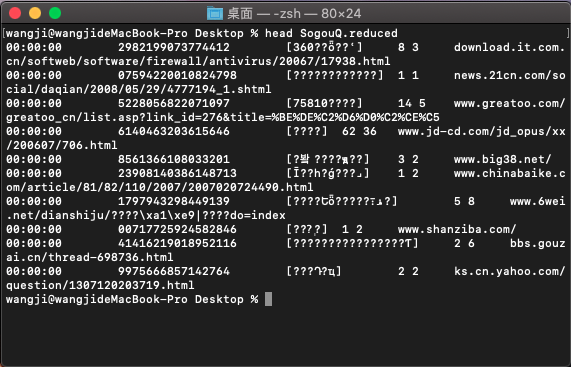 桌面 — -zsh — 80×24
[wangji@wangjideMacBook-Pro Desktop % head SogouQ.reduced ]
00:00:00 2982199073774412 [360??ȫ??ʿ] 8 3 download.it.com.
cn/softweb/software/firewall/antivirus/20067/17938.html
00:00:00 07594220010824798 [????????????] 1 1 news.21cn.com/so
cial/daqian/2008/05/29/4777194_1.shtml
00:00:00 5228056822071097 [75810????] 14 5 www.greatoo.com/
greatoo_cn/list.asp?link_id=276&title=%BE%DE%C2%D6%D0%C2%CE%C5
00:00:00 6140463203615646 [????] 62 36 www.jd-cd.com/jd_opus/xx
/200607/706.html
00:00:00 8561366108033201 3 2 www.big38.net/
00:00:00 23908140386148713 1 2 www.chinabaike.c
om/article/81/82/110/2007/2007020724490.html
00:00:00 1797943298449139 5 8 www.6wei
.net/dianshiju/????\xa1\xe9|????do=index
00:00:00 00717725924582846 1 2 www.shanziba.com/
00:00:00 41416219018952116 2 6 bbs.gouz
ai.cn/thread-698736.html
00:00:00 9975666857142764 2 2 ks.cn.yahoo.com/
question/1307120203719.html
wangji@wangjideMacBook-Pro Desktop %